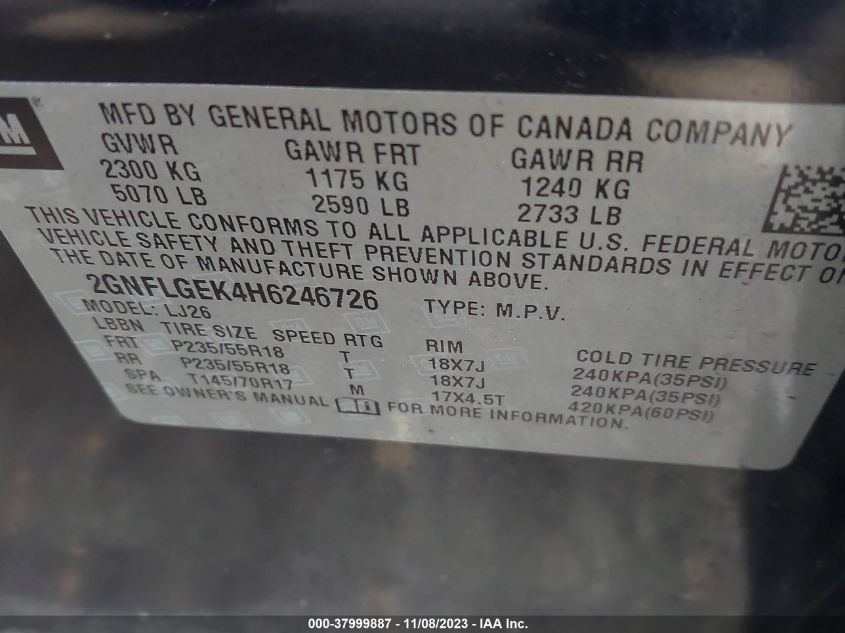 M ®
MFD BY GENERAL MOTORS OF CANADA COMPANY
GVWR GAWR FRT GAWR RR
2300 KG 1175 KG 1240 KG
5070 LB 2590 LB 2733 LB
THIS VEHICLE CONFORMS TO ALL APPLICABLE U.S. FEDERAL MOTO
VEHICLE SAFETY AND THEFT PREVENTION STANDARDS IN EFFECT ON
THE DATE OF MANUFACTURE SHOWN ABOVE.
2GNFLGEK4H6246726 TYPE: M.P.V.
MODEL: LJ26
LBBN TIRE SIZE SPEED RTG RIM COLD TIRE PRESSURE
FRT P235/55R18 T 18X7J 240KPA(35PSI)
RR P235/55R18 T 18X7J 240KPA(35PSI)
SPA T145/70R17 M 17X4.5T 420KPA(60PSI)
SEE OWNER'S MANUAL FOR MORE INFORMATION.
000-37999887 - 11/08/2023 - IAA Inc.